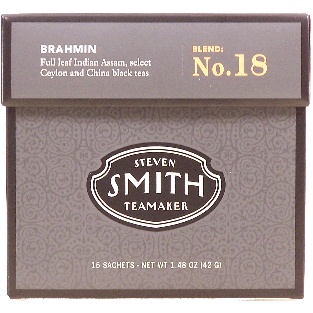 BRAHMIN
Full leaf Indian Assam, select
Ceylon and China black teas
BLEND:
No.18
STEVEN
SMITH
TEAMAKER
15 SACHETS - NET WT 1.48 OZ (42 G)